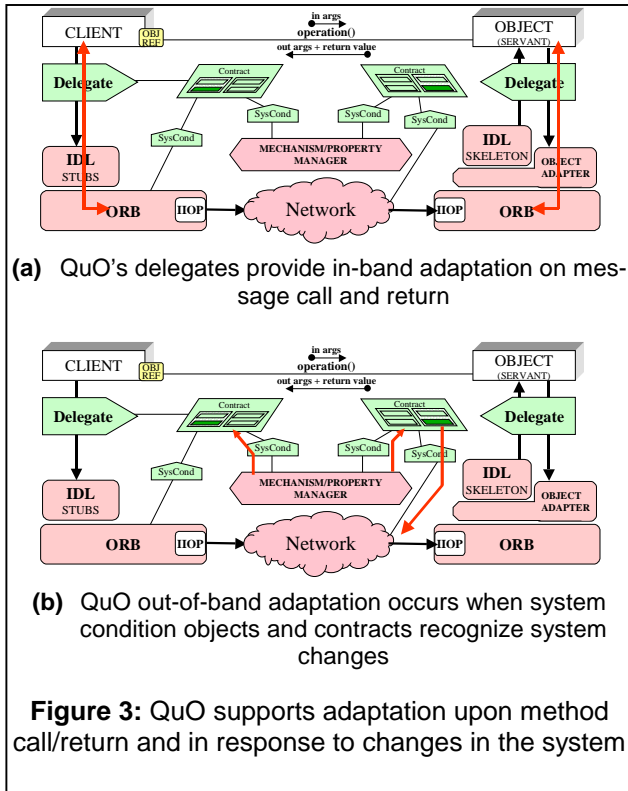 in args
CLIENT
OBJ
REF
operation()
OBJECT
(SERVANT)
out args + return value
Delegate
Contract
Contract
Delegate
SysCond
SysCond
SysCond
SysCond
IDL
STUBS
MECHANISM/PROPERTY
MANAGER
IDL
SKELETON
OBJECT
ADAPTER
ORB
IIOP
Network
IIOP
ORB
(a) QuO's delegates provide in-band adaptation on mes-
sage call and return
in args
CLIENT
OBJ
REF
operation()
OBJECT
(SERVANT)
out args + return value
Delegate
Contract
Contract
Delegate
SysCond
SysCond
SysCond
SysCond
IDL
STUBS
MECHANISM/PROPERTY
MANAGER
IDL
SKELETON
OBJECT
ADAPTER
ORB
IIOP
Network
IIOP
ORB
(b) QuO out-of-band adaptation occurs when system
condition objects and contracts recognize system
changes
Figure 3: QuO supports adaptation upon method
call/return and in response to changes in the system